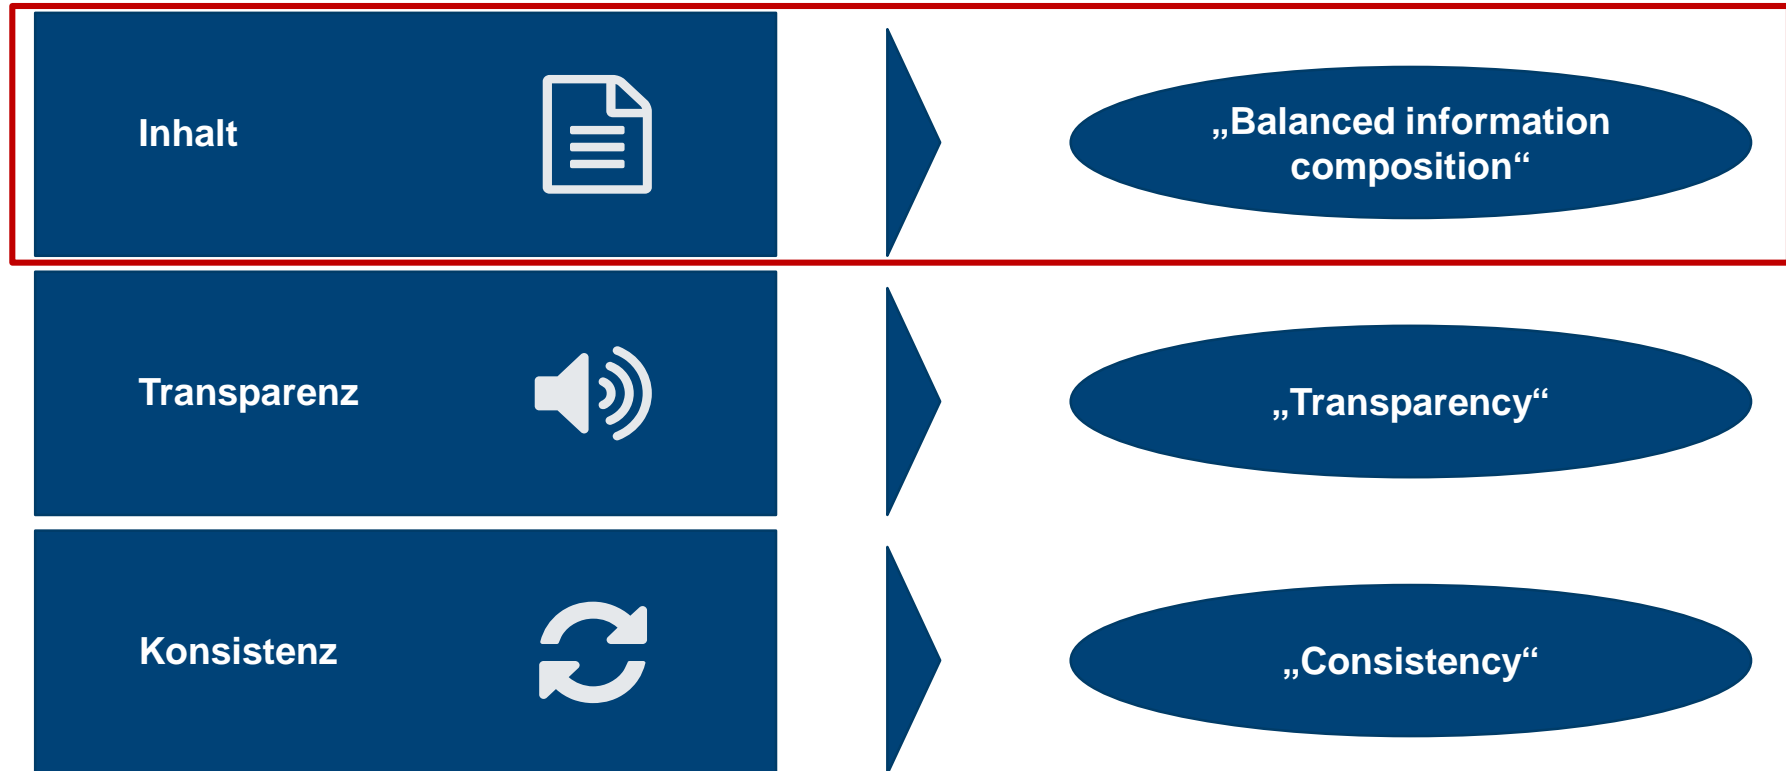 Inhalt
„Balanced information
composition“
Transparenz
„Transparency“
Konsistenz
„Consistency“